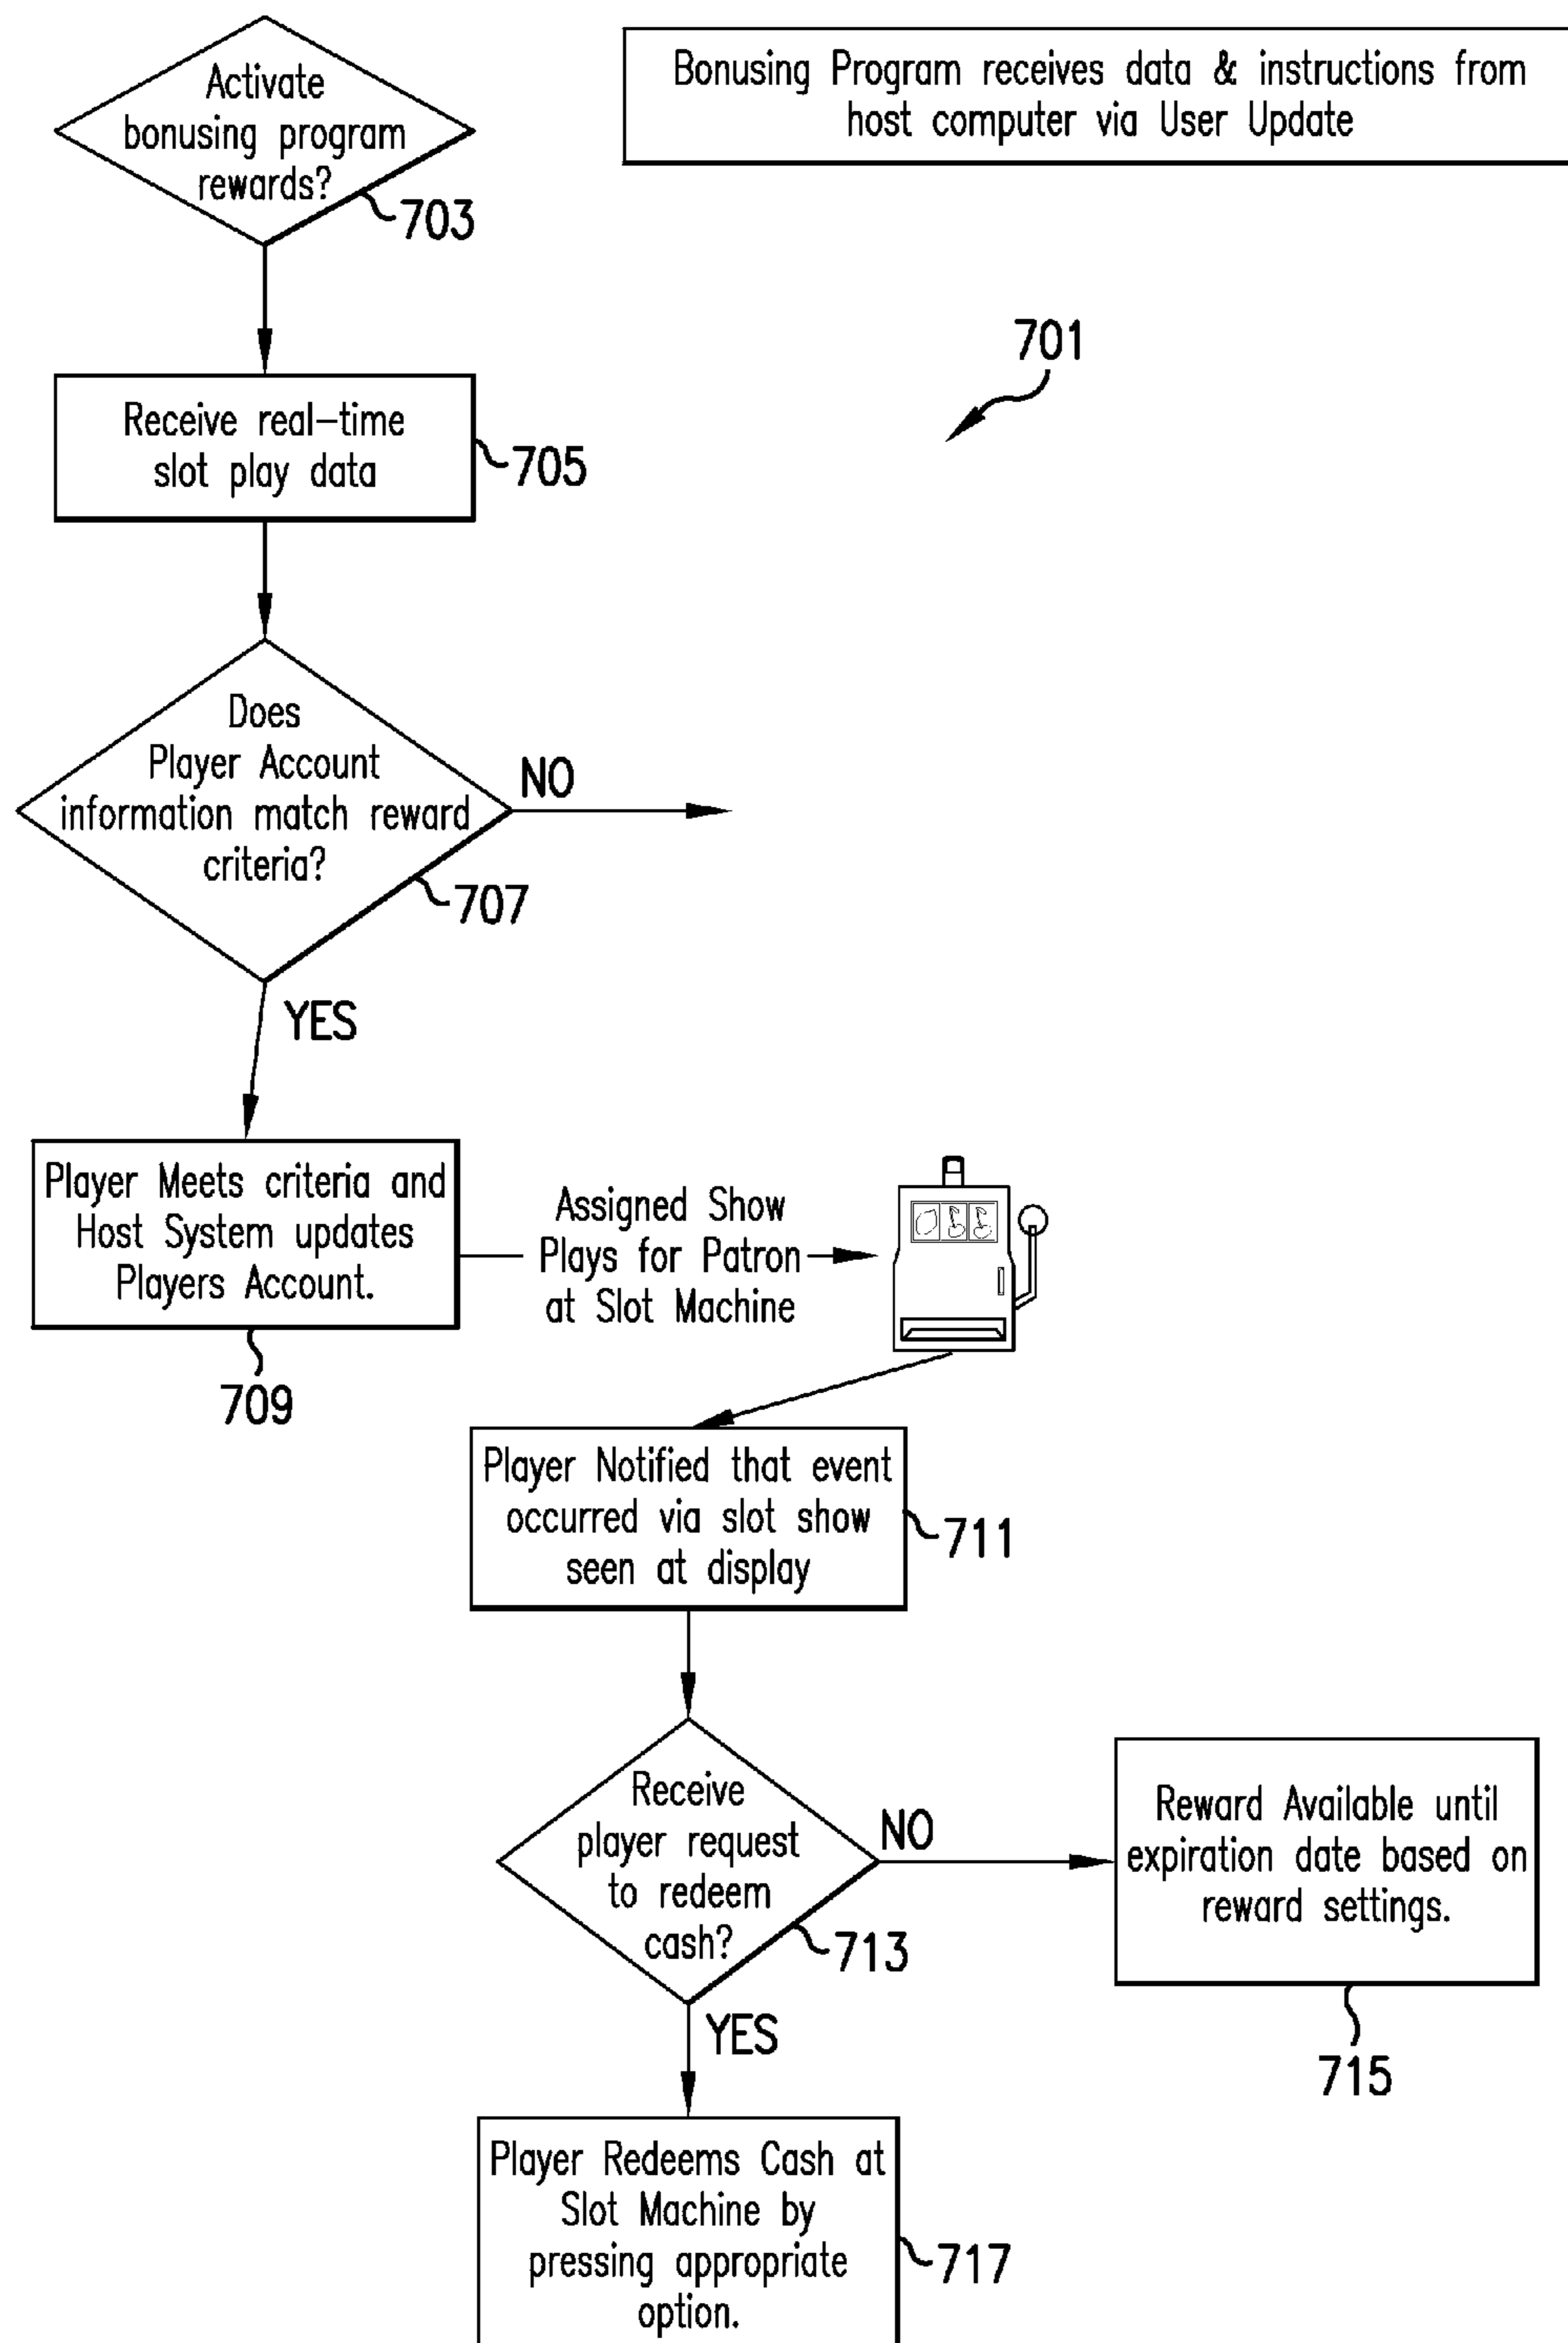 Activate
bonusing program
rewards?
703
Bonusing Program receives data & instructions from
host computer via User Update
701
Receive real-time
slot play data
705
Does
Player Account
information match reward
criteria?
NO
707
YES
Player Meets criteria and
Host System updates
Players Account.
709
Assigned Show
Plays for Patron
at Slot Machine
Player Notified that event
occurred via slot show
seen at display
711
Receive
player request
to redeem
cash?
NO
713
Reward Available until
expiration date based on
reward settings.
715
YES
Player Redeems Cash at
Slot Machine by
pressing appropriate
option.
717